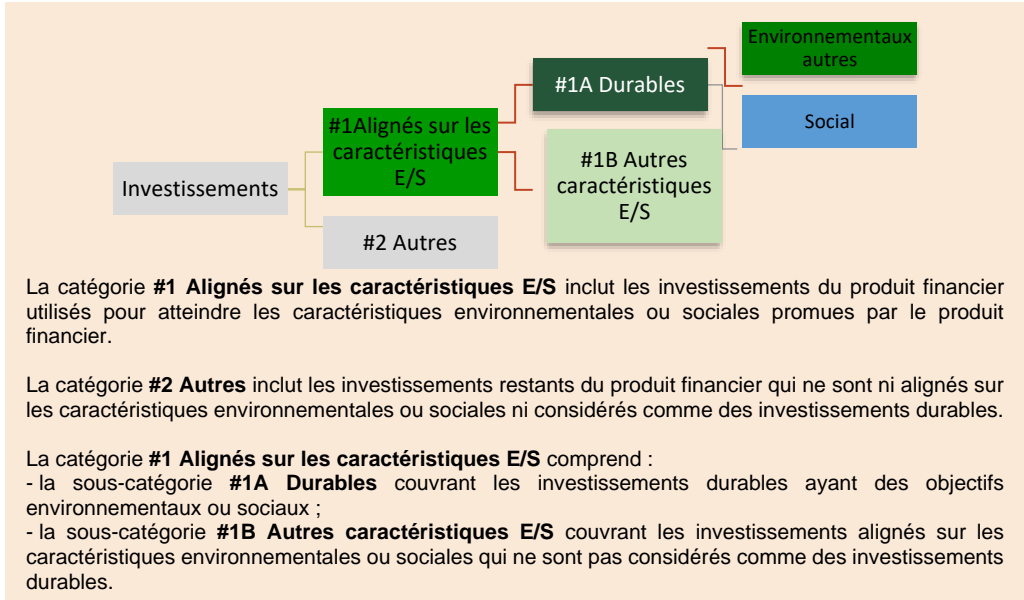 Environnementaux
autres
#1A Durables
Social
#1Alignés sur les
caractéristiques
E/S
#1B Autres
caractéristiques
E/S
Investissements
#2 Autres
La catégorie #1 Alignés sur les caractéristiques E/S inclut les investissements du produit financier
utilisés pour atteindre les caractéristiques environnementales ou sociales promues par le produit
financier.
La catégorie #2 Autres inclut les investissements restants du produit financier qui ne sont ni alignés sur
les caractéristiques environnementales ou sociales ni considérés comme des investissements durables.
La catégorie #1 Alignés sur les caractéristiques E/S comprend :
- la sous-catégorie #1A Durables couvrant les investissements durables ayant des objectifs
environnementaux ou sociaux ;
- la sous-catégorie #1B Autres caractéristiques E/S couvrant les investissements alignés sur les
caractéristiques environnementales ou sociales qui ne sont pas considérés comme des investissements
durables.